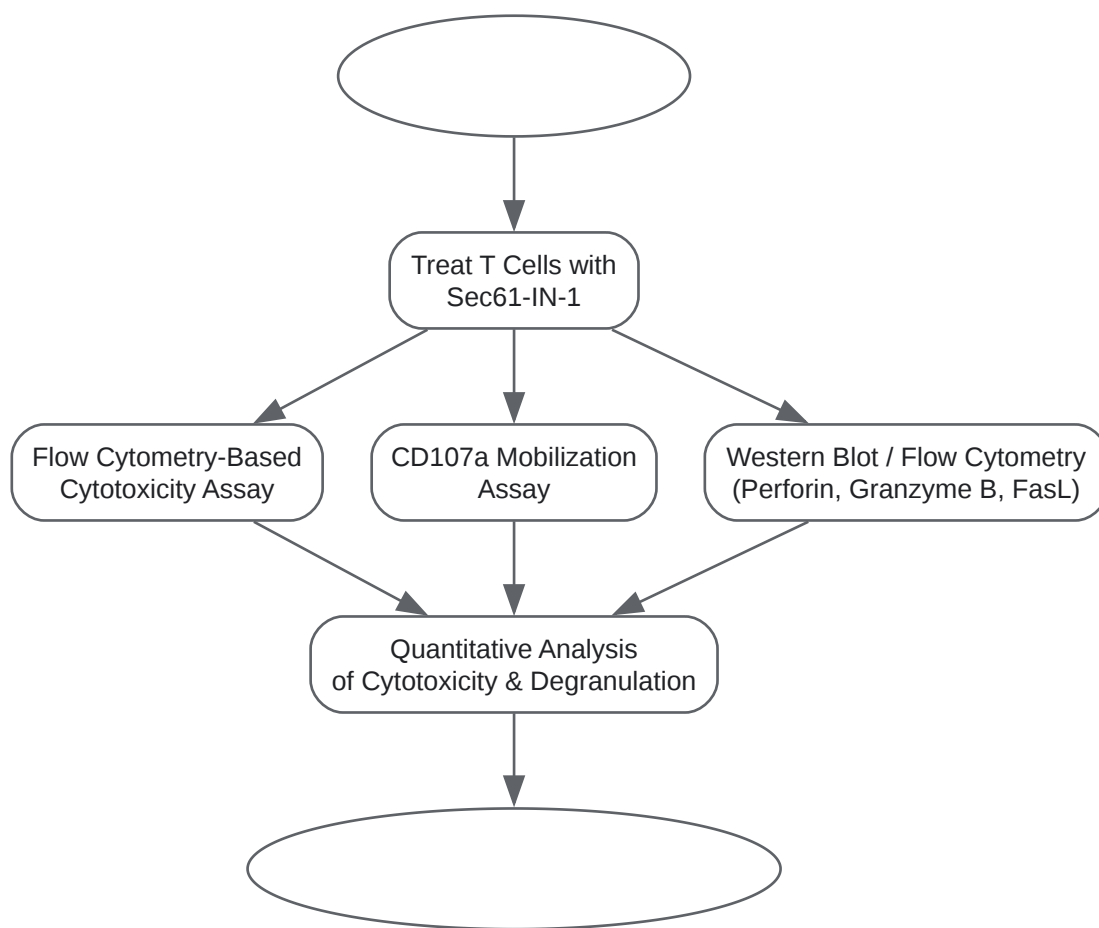 Treat T Cells with
Sec61-IN-1
Flow Cytometry-Based
Cytotoxicity Assay
CD107a Mobilization
Assay
Western Blot / Flow Cytometry
(Perforin, Granzyme B, FasL)
Quantitative Analysis
of Cytotoxicity & Degranulation